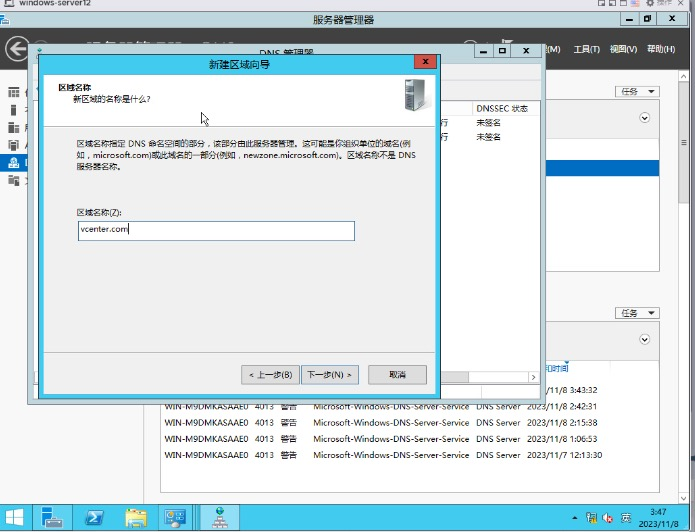 windows-server12
操作
服务器管理器
DNS 管理器
(M) 工具(T) 视图(V) 帮助(H)
新建区域向导
区域名称
新区域的名称是什么?
区域名称指定 DNS 命名空间的部分，该部分由此服务器管理。这可能是你组织单位的域名(例
如，microsoft.com)或此域名的一部分(例如，newzone.microsoft.com)。区域名称不是 DNS
服务器名称。
区域名称(Z):
vcenter.com
< 上一步(B)
下一步(N) >
取消
DNSSEC 状态
行 未签名
行 未签名
任务
任务
和时间
/11/8 3:43:32
WIN-M9DMKASAAE0 4013 警告 Microsoft-Windows-DNS-Server-Service DNS Server 2023/11/8 2:42:31
WIN-M9DMKASAAE0 4013 警告 Microsoft-Windows-DNS-Server-Service DNS Server 2023/11/8 2:15:38
WIN-M9DMKASAAE0 4013 警告 Microsoft-Windows-DNS-Server-Service DNS Server 2023/11/8 1:06:53
WIN-M9DMKASAAE0 4013 警告 Microsoft-Windows-DNS-Server-Service DNS Server 2023/11/7 12:13:30
英
3:47
2023/11/8